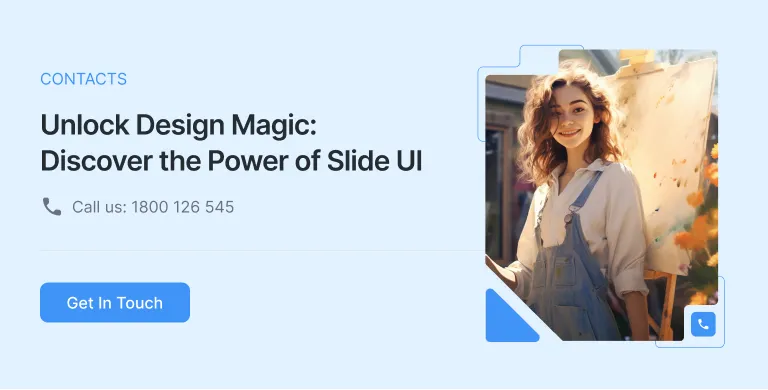 CONTACTS
Unlock Design Magic:
Discover the Power of Slide UI
Call us: 1800 126 545
Get In Touch